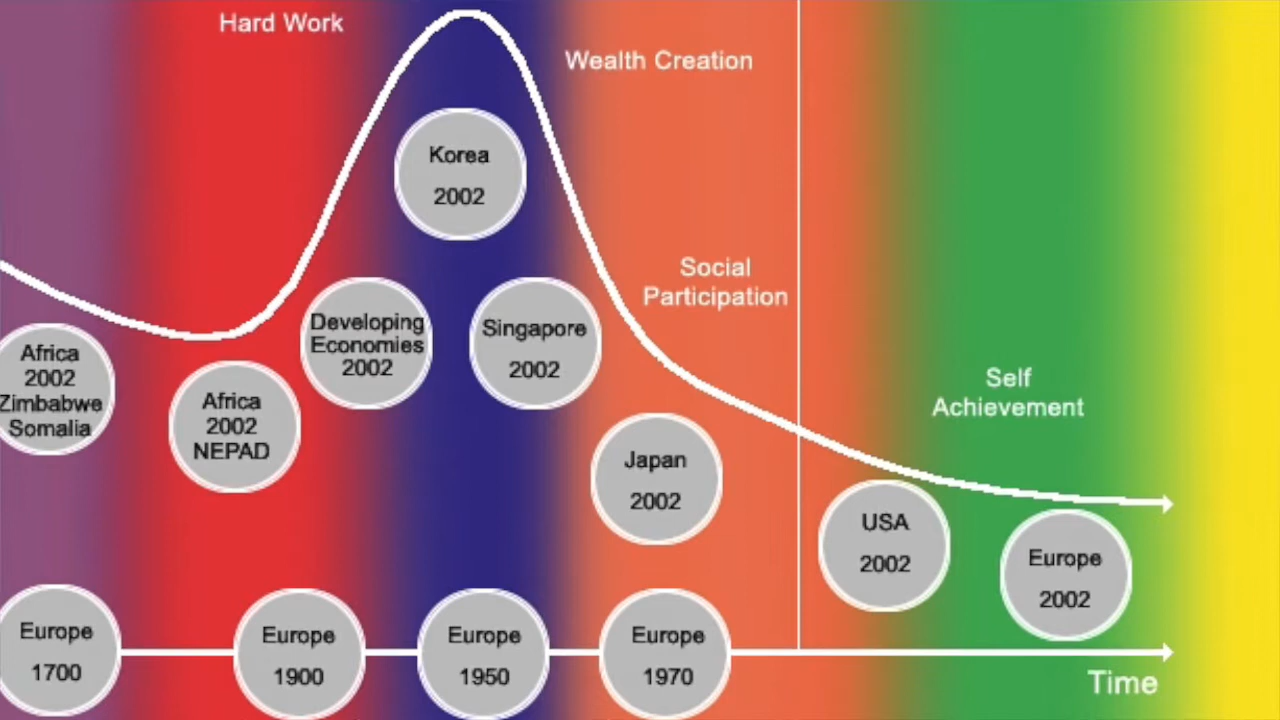 Hard Work
Wealth Creation
Korea
2002
Social
Participation
Developing
Economies
2002
Singapore
2002
Africa
2002
Zimbabwe
Somalia
Africa
2002
NEPAD
Self
Achievement
Japan
2002
USA
2002
Europe
2002
Europe
1700
Europe
1900
Europe
1950
Europe
1970
Time